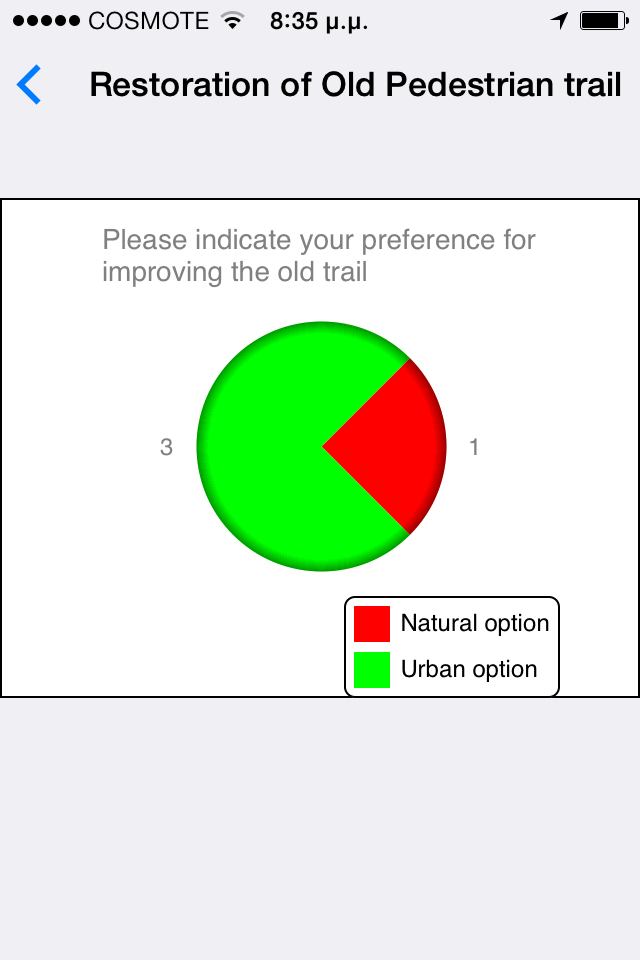 COSMOTE 8:35 μ.μ.
Restoration of Old Pedestrian trail
Please indicate your preference for
improving the old trail
3 1
Natural option
Urban option